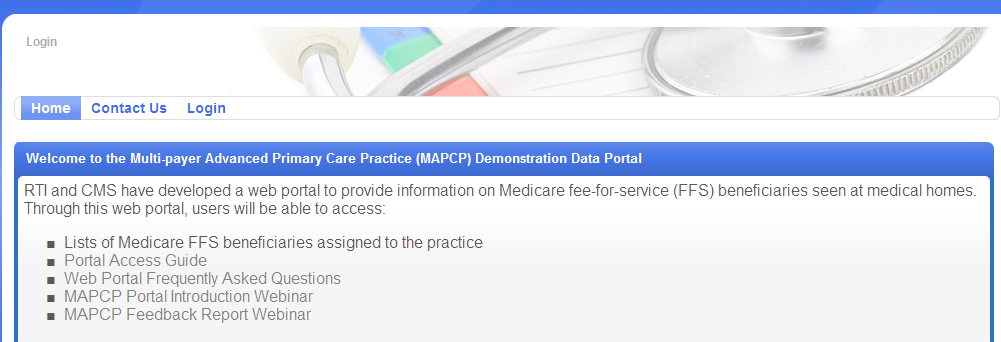 Login
Home Contact Us Login
Welcome to the Multi-payer Advanced Primary Care Practice (MAPCP) Demonstration Data Portal
RTI and CMS have developed a web portal to provide information on Medicare fee-for-service (FFS) beneficiaries seen at medical homes.
Through this web portal, users will be able to access:
■ Lists of Medicare FFS beneficiaries assigned to the practice
■ Portal Access Guide
■ Web Portal Frequently Asked Questions
■ MAPCP Portal Introduction Webinar
■ MAPCP Feedback Report Webinar